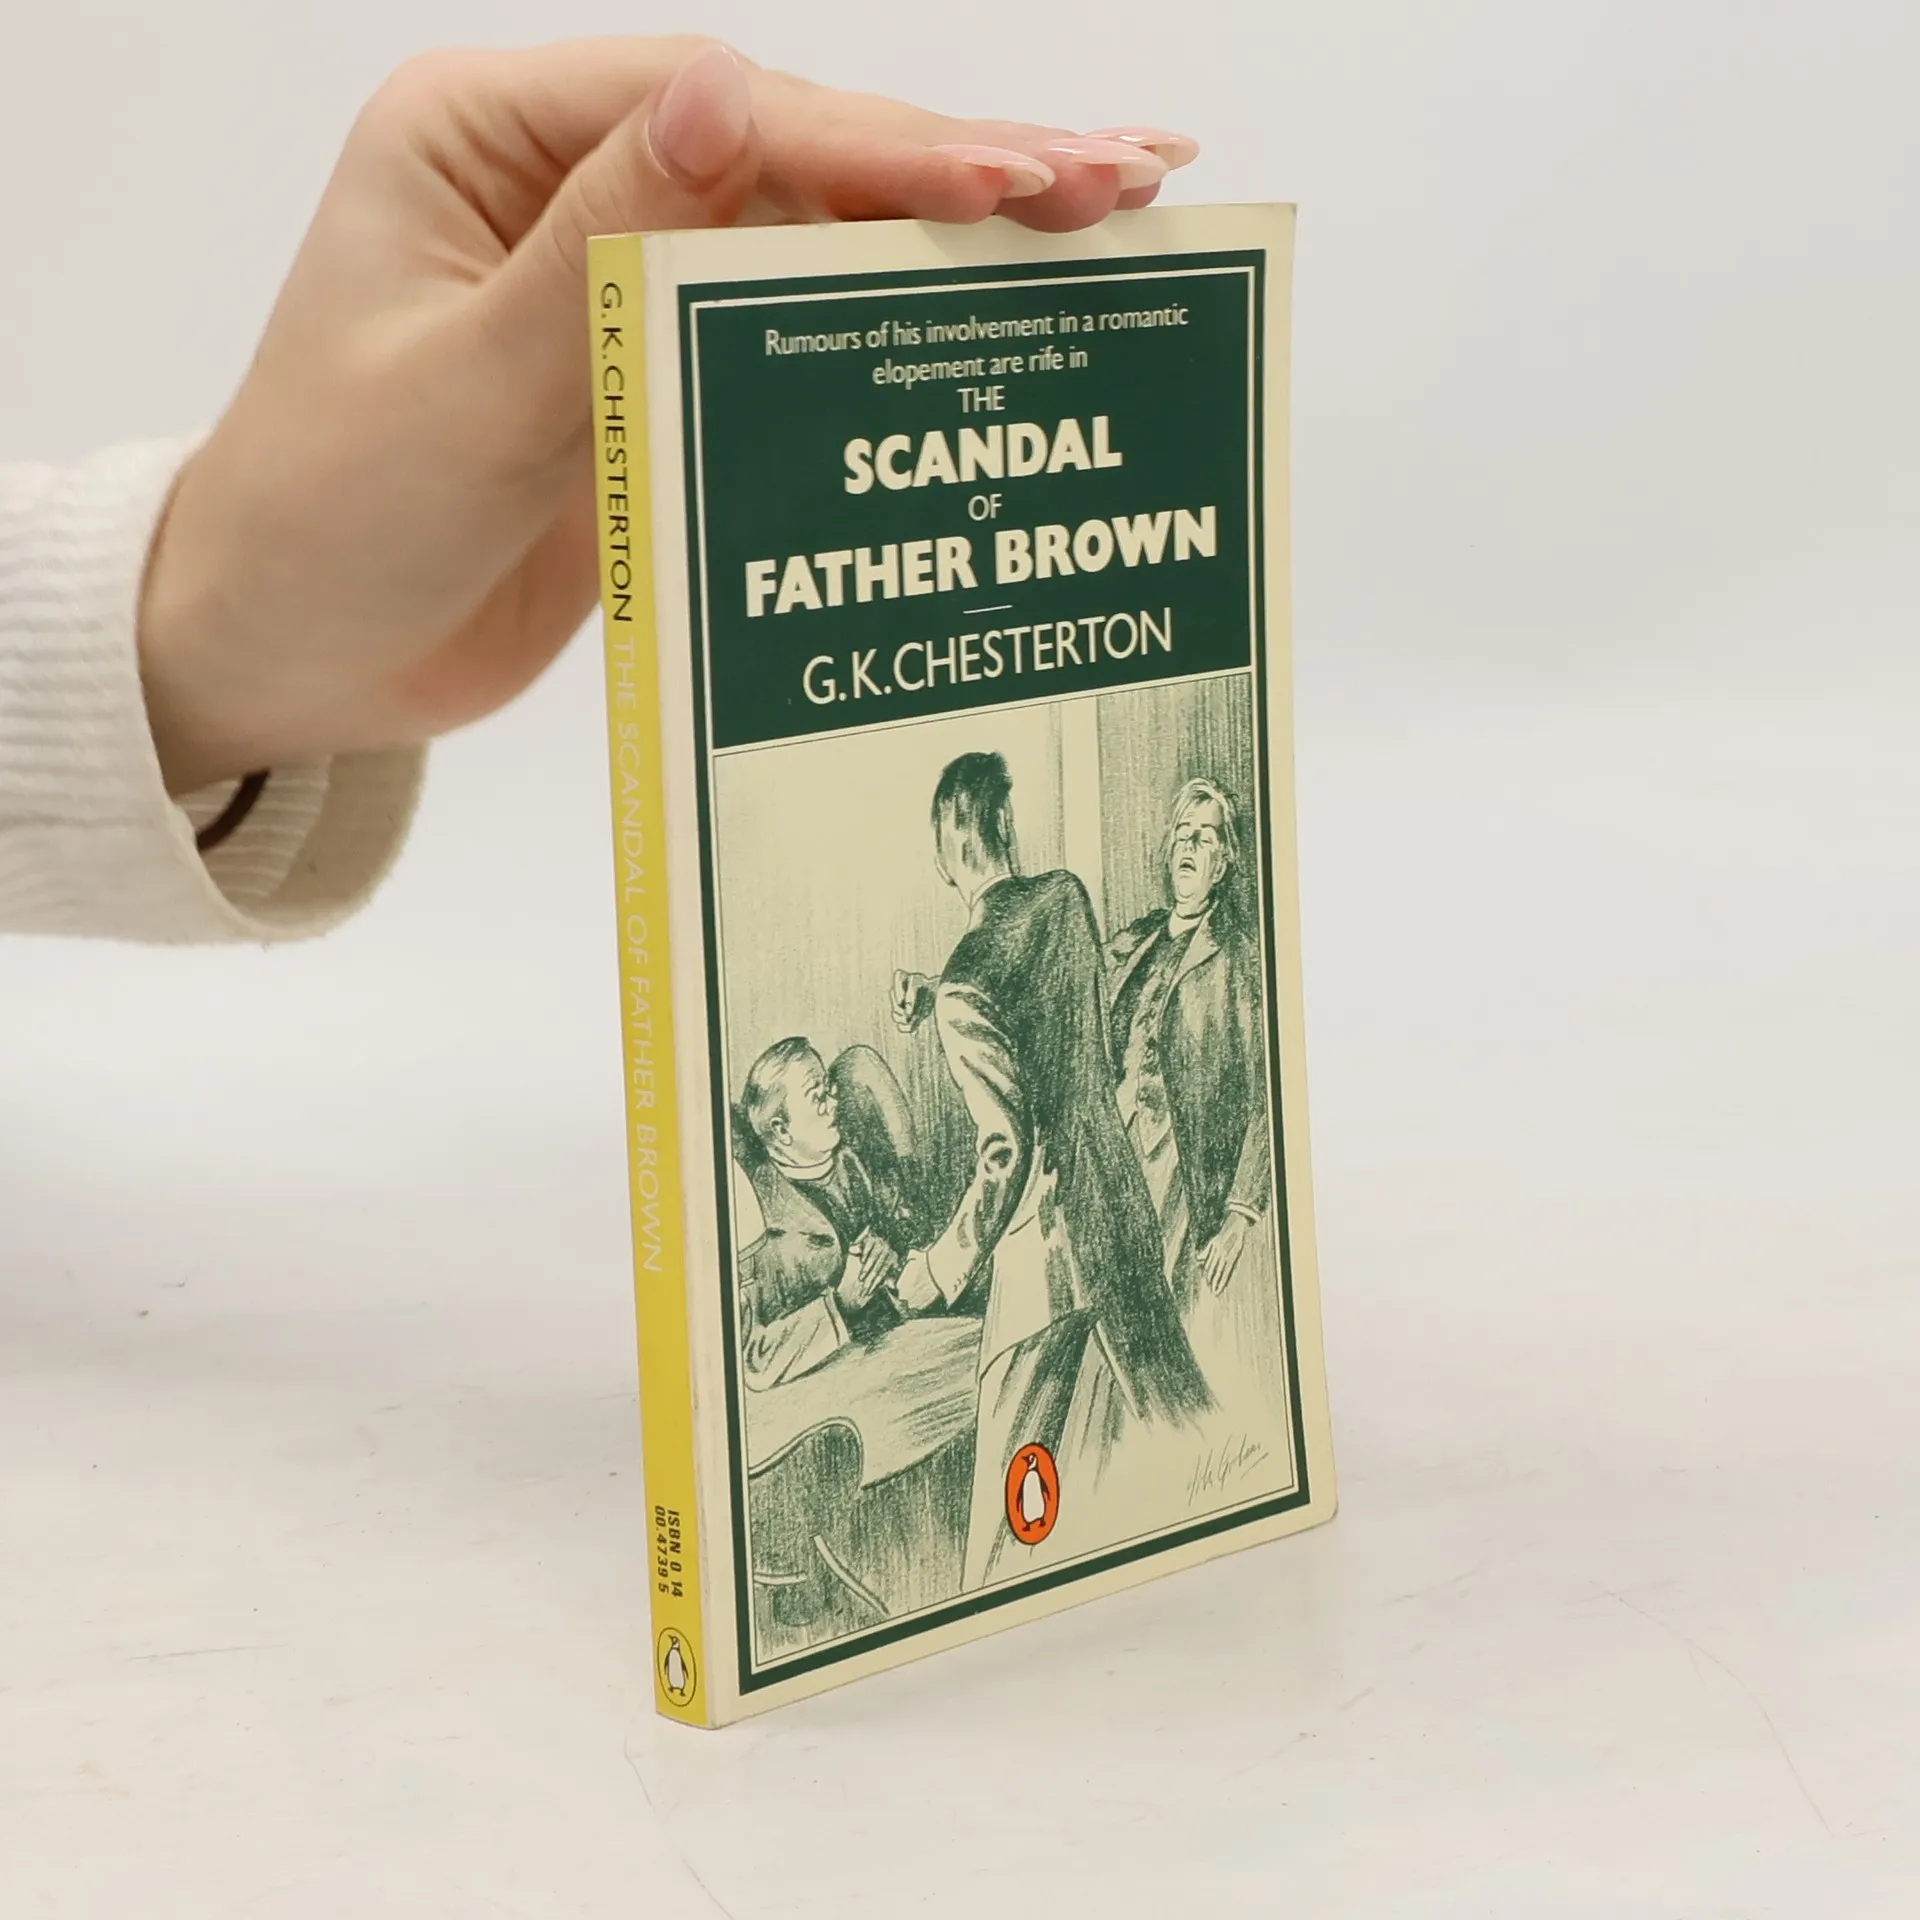 Rumours of his involvement in a romantic
elopement are rife in
THE
SCANDAL
OF
FATHER BROWN
G.K.CHESTERTON
G.K.CHESTERTON THE SCANDAL OF FATHER BROWN
ISBN 0 14
00.4739 5